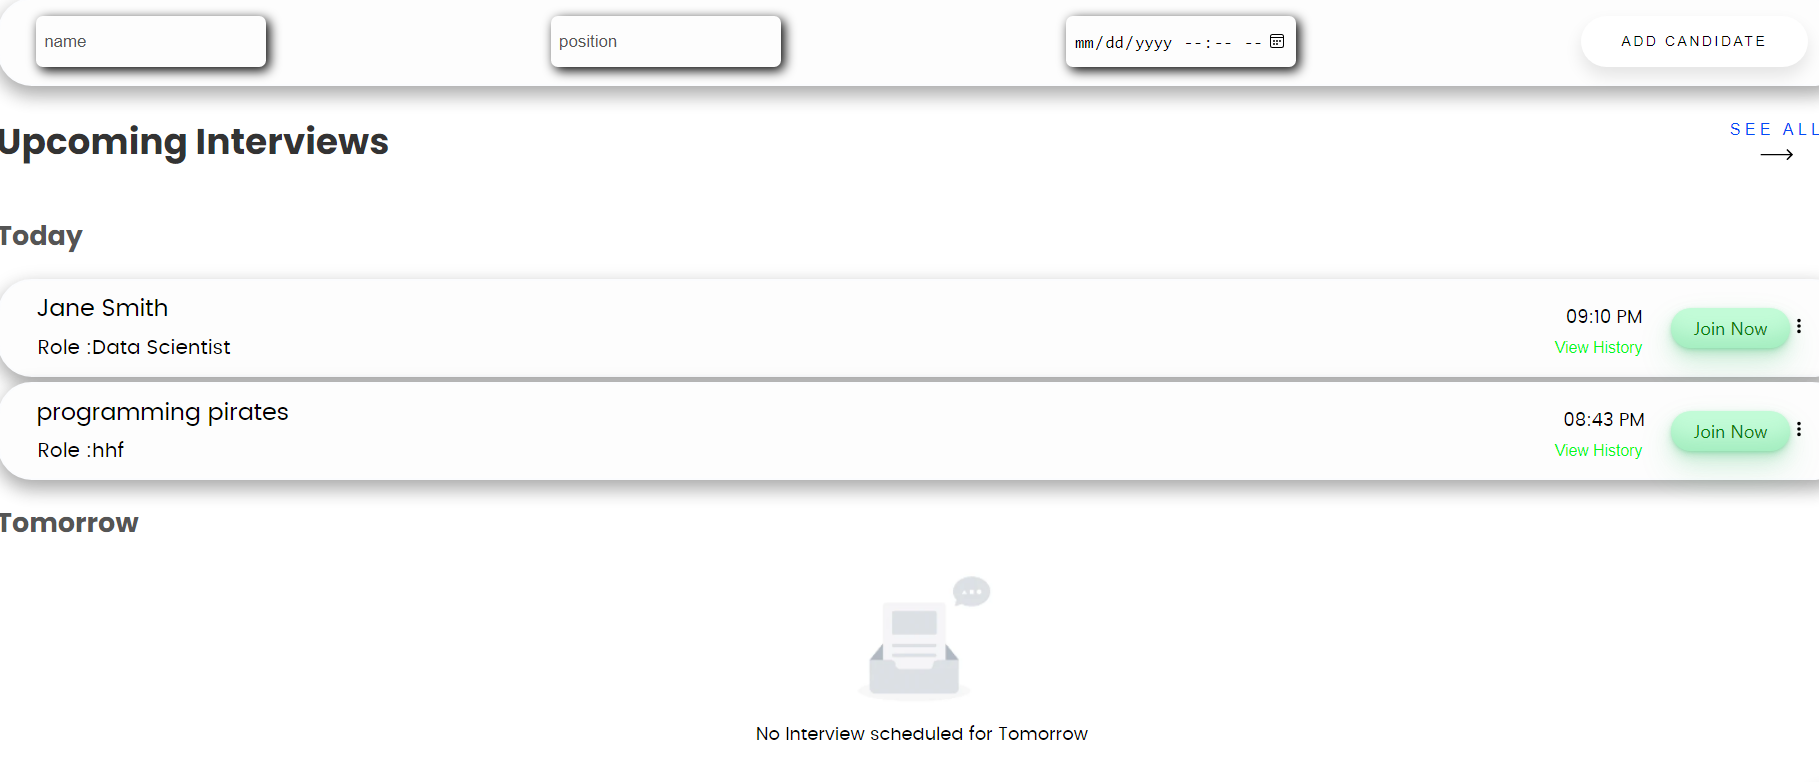 name position mm/dd/yyyy --:-- -- ADD CANDIDATE
Upcoming Interviews
SEE ALL
Today
Jane Smith
09:10 PM
Join Now
Role :Data Scientist
View History
programming pirates
08:43 PM
Join Now
Role :hhf
View History
Tomorrow
No Interview scheduled for Tomorrow